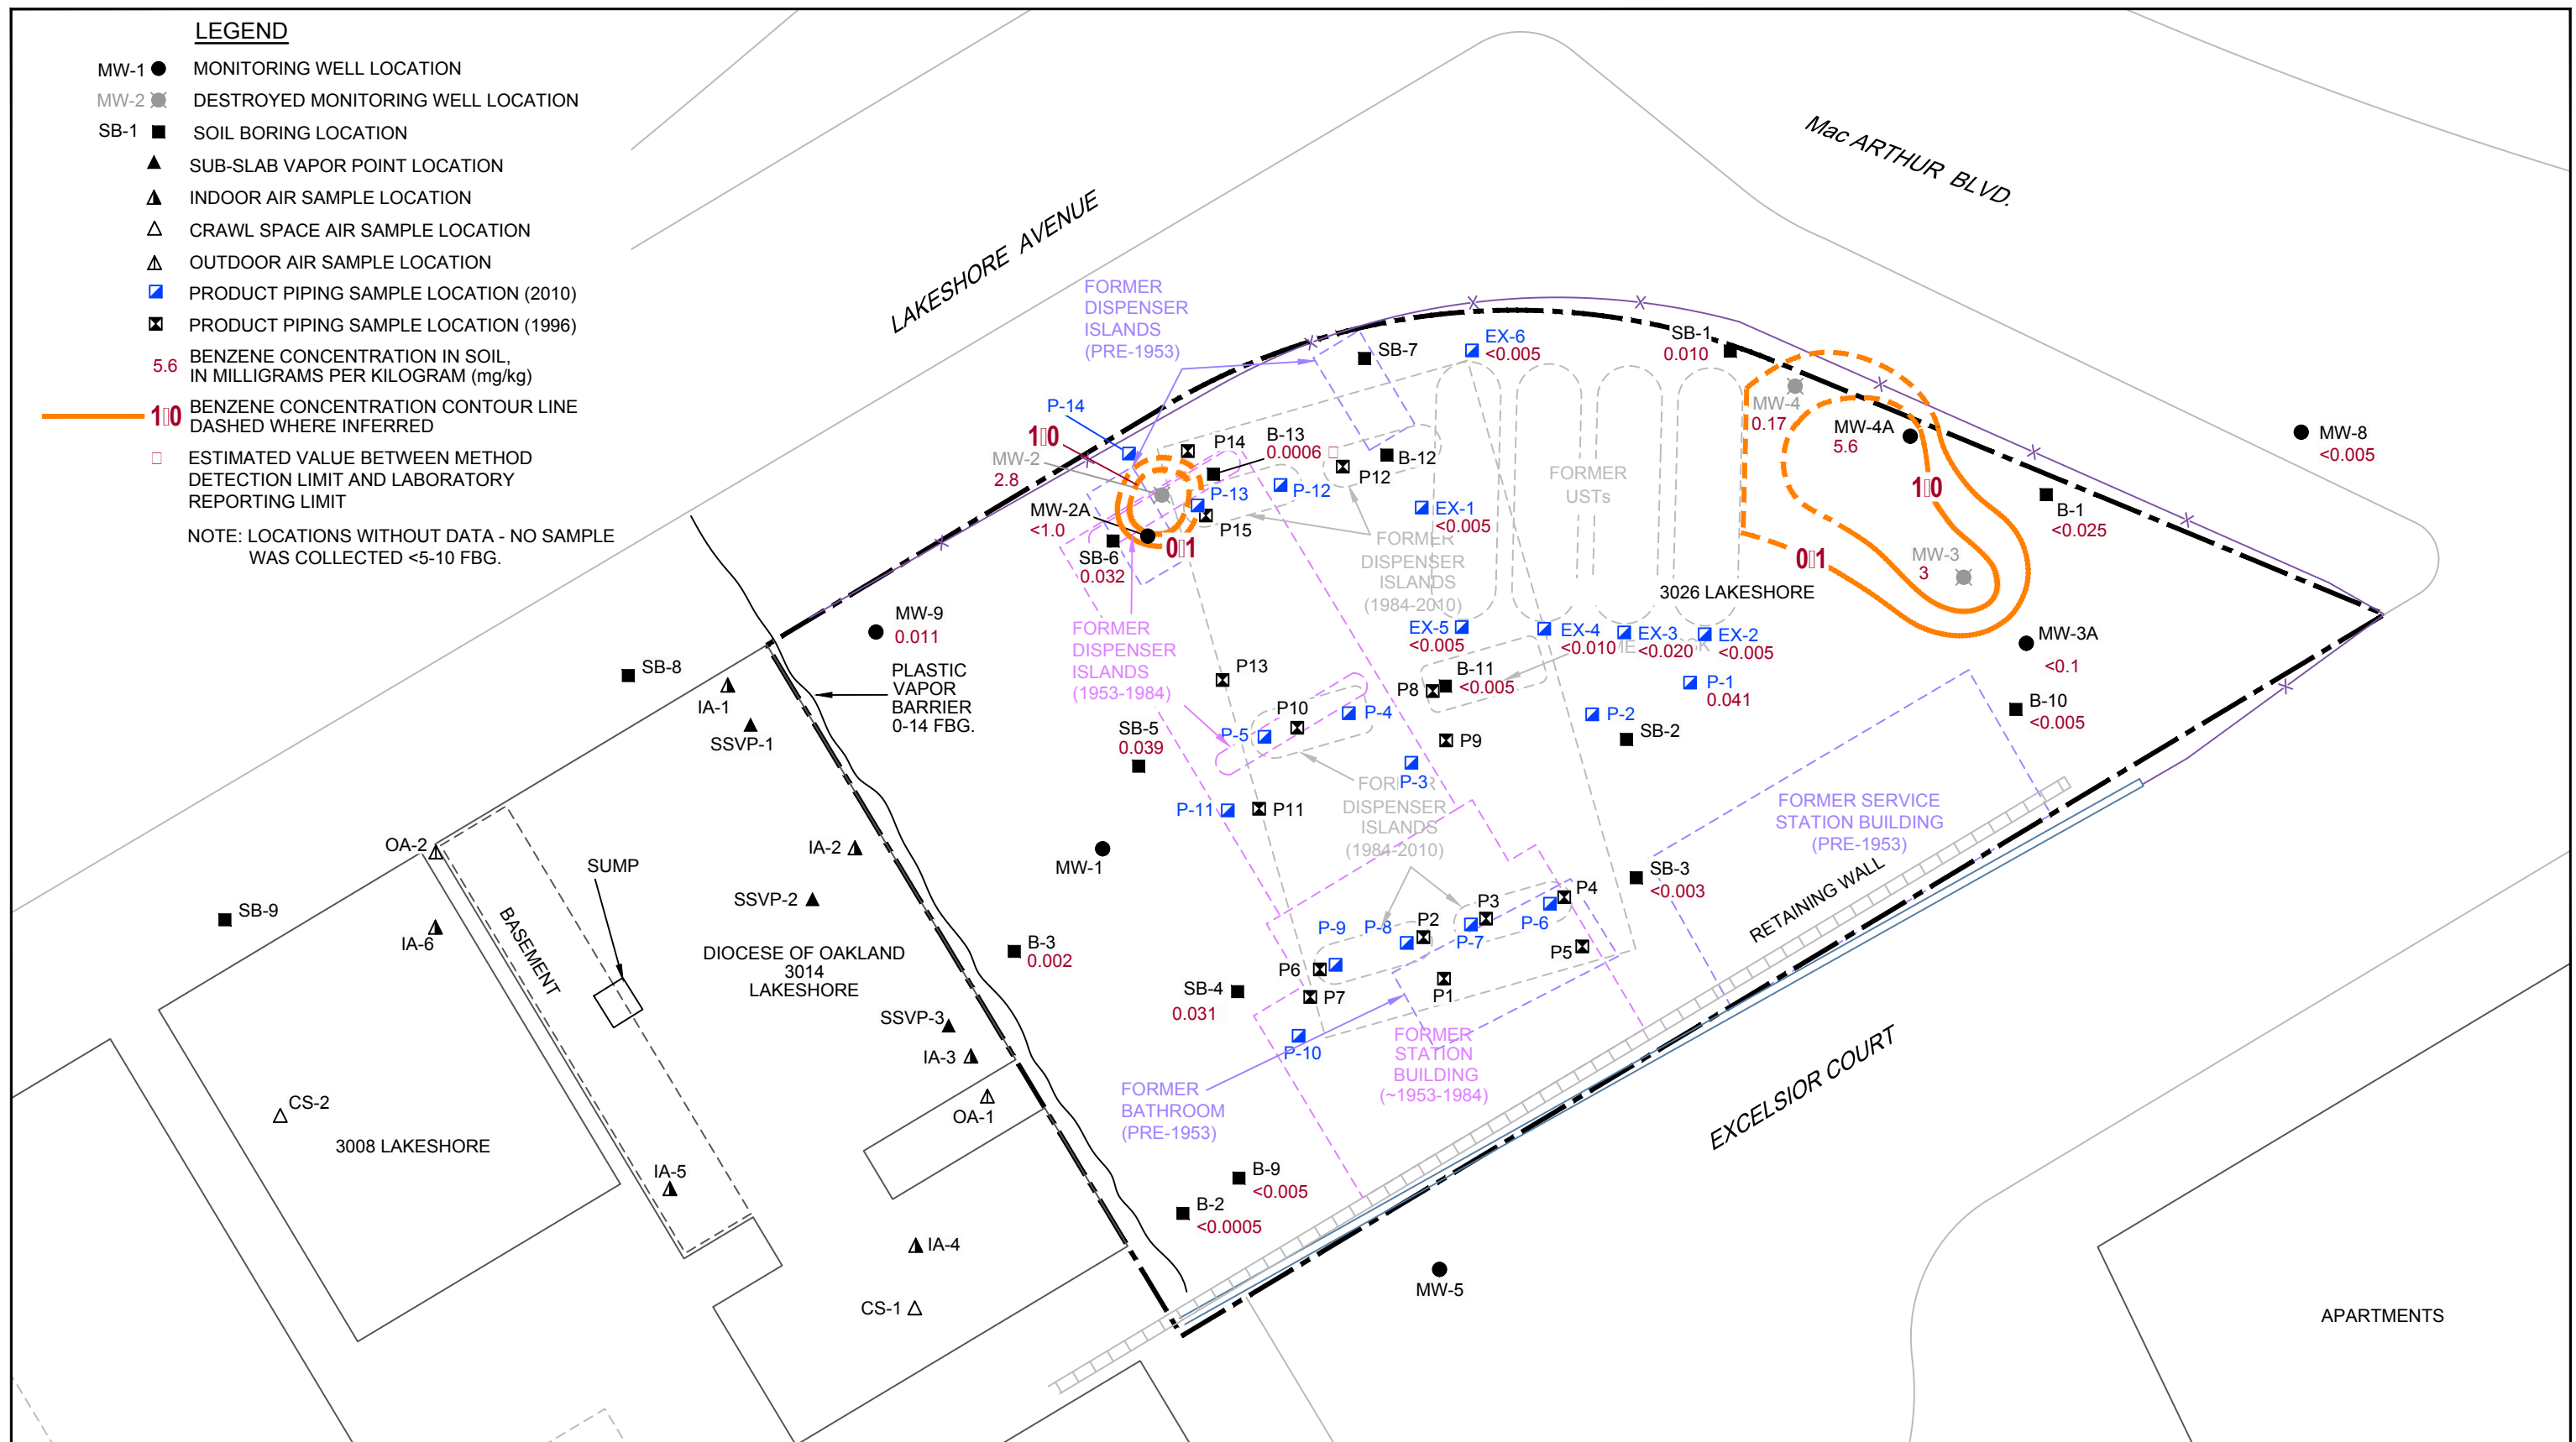 LEGEND
MW-1 MONITORING WELL LOCATION
MW-2 DESTROYED MONITORING WELL LOCATION
SB-1 SOIL BORING LOCATION
SUB-SLAB VAPOR POINT LOCATION
INDOOR AIR SAMPLE LOCATION
CRAWL SPACE AIR SAMPLE LOCATION
OUTDOOR AIR SAMPLE LOCATION
PRODUCT PIPING SAMPLE LOCATION (2010)
PRODUCT PIPING SAMPLE LOCATION (1996)
5.6 BENZENE CONCENTRATION IN SOIL,
IN MILLIGRAMS PER KILOGRAM (mg/kg)
1▯0 BENZENE CONCENTRATION CONTOUR LINE
DASHED WHERE INFERRED
▯ ESTIMATED VALUE BETWEEN METHOD
DETECTION LIMIT AND LABORATORY
REPORTING LIMIT
NOTE: LOCATIONS WITHOUT DATA - NO SAMPLE
WAS COLLECTED <5-10 FBG.
Mac ARTHUR BLVD.
LAKESHORE AVENUE
FORMER
DISPENSER
ISLANDS
(PRE-1953)
SB-7
EX-6
<0.005
SB-1
0.010
MW-4
0.17
MW-4A
5.6
1▯0
MW-8
<0.005
B-1
<0.025
P-14
1▯0
MW-2
2.8
P14
B-13
0.0006 ▯
P12
B-12
P-13
P-12
P15
MW-2A
<1.0
0▯1
SB-6
0.032
EX-1
<0.005
FORMER
USTs
FORMER
DISPENSER
ISLANDS
(1984-2010)
0▯1
MW-3
3
3026 LAKESHORE
MW-9
0.011
FORMER
DISPENSER
ISLANDS
(1953-1984)
EX-5
<0.005
EX-4
<0.010
EX-3
<0.020
EX-2
<0.005
MW-3A
<0.1
SB-8
IA-1
SSVP-1
PLASTIC
VAPOR
BARRIER
0-14 FBG.
P13
B-11
<0.005
P8
P-1
0.041
B-10
<0.005
P10
P-4
P-5
P-2
SB-2
SB-5
0.039
P9
P-3
P-11
P11
FORMER
DISPENSER
ISLANDS
(1984-2010)
FORMER SERVICE
STATION BUILDING
(PRE-1953)
OA-2
SUMP
IA-2
MW-1
SSVP-2
SB-3
<0.003
RETAINING WALL
P4
P3
P-6
P-7
P2
P-8
P-9
P5
SB-9
IA-6
BASEMENT
DIOCESE OF OAKLAND
3014
LAKESHORE
B-3
0.002
P6
P7
P1
SB-4
0.031
SSVP-3
IA-3
P-10
FORMER
STATION
BUILDING
(~1953-1984)
FORMER
BATHROOM
(PRE-1953)
OA-1
CS-2
3008 LAKESHORE
IA-5
EXCELSIOR COURT
B-9
<0.005
B-2
<0.0005
IA-4
CS-1
MW-5
APARTMENTS